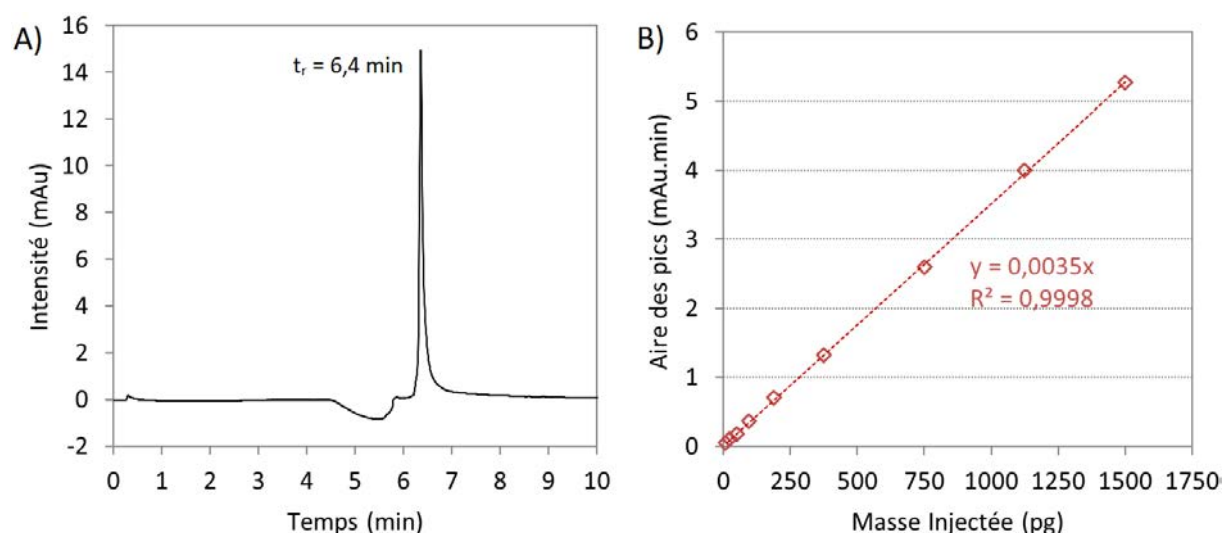 A)
16
14
12
10
8
6
4
2
0
-2
Intensité (mAu)
tᵣ = 6,4 min
0 1 2 3 4 5 6 7 8 9 10
Temps (min)
B)
6
5
4
3
2
1
0
Aire des pics (mAu.min)
y = 0,0035x
R² = 0,9998
0 250 500 750 1000 1250 1500 1750
Masse Injectée (pg)